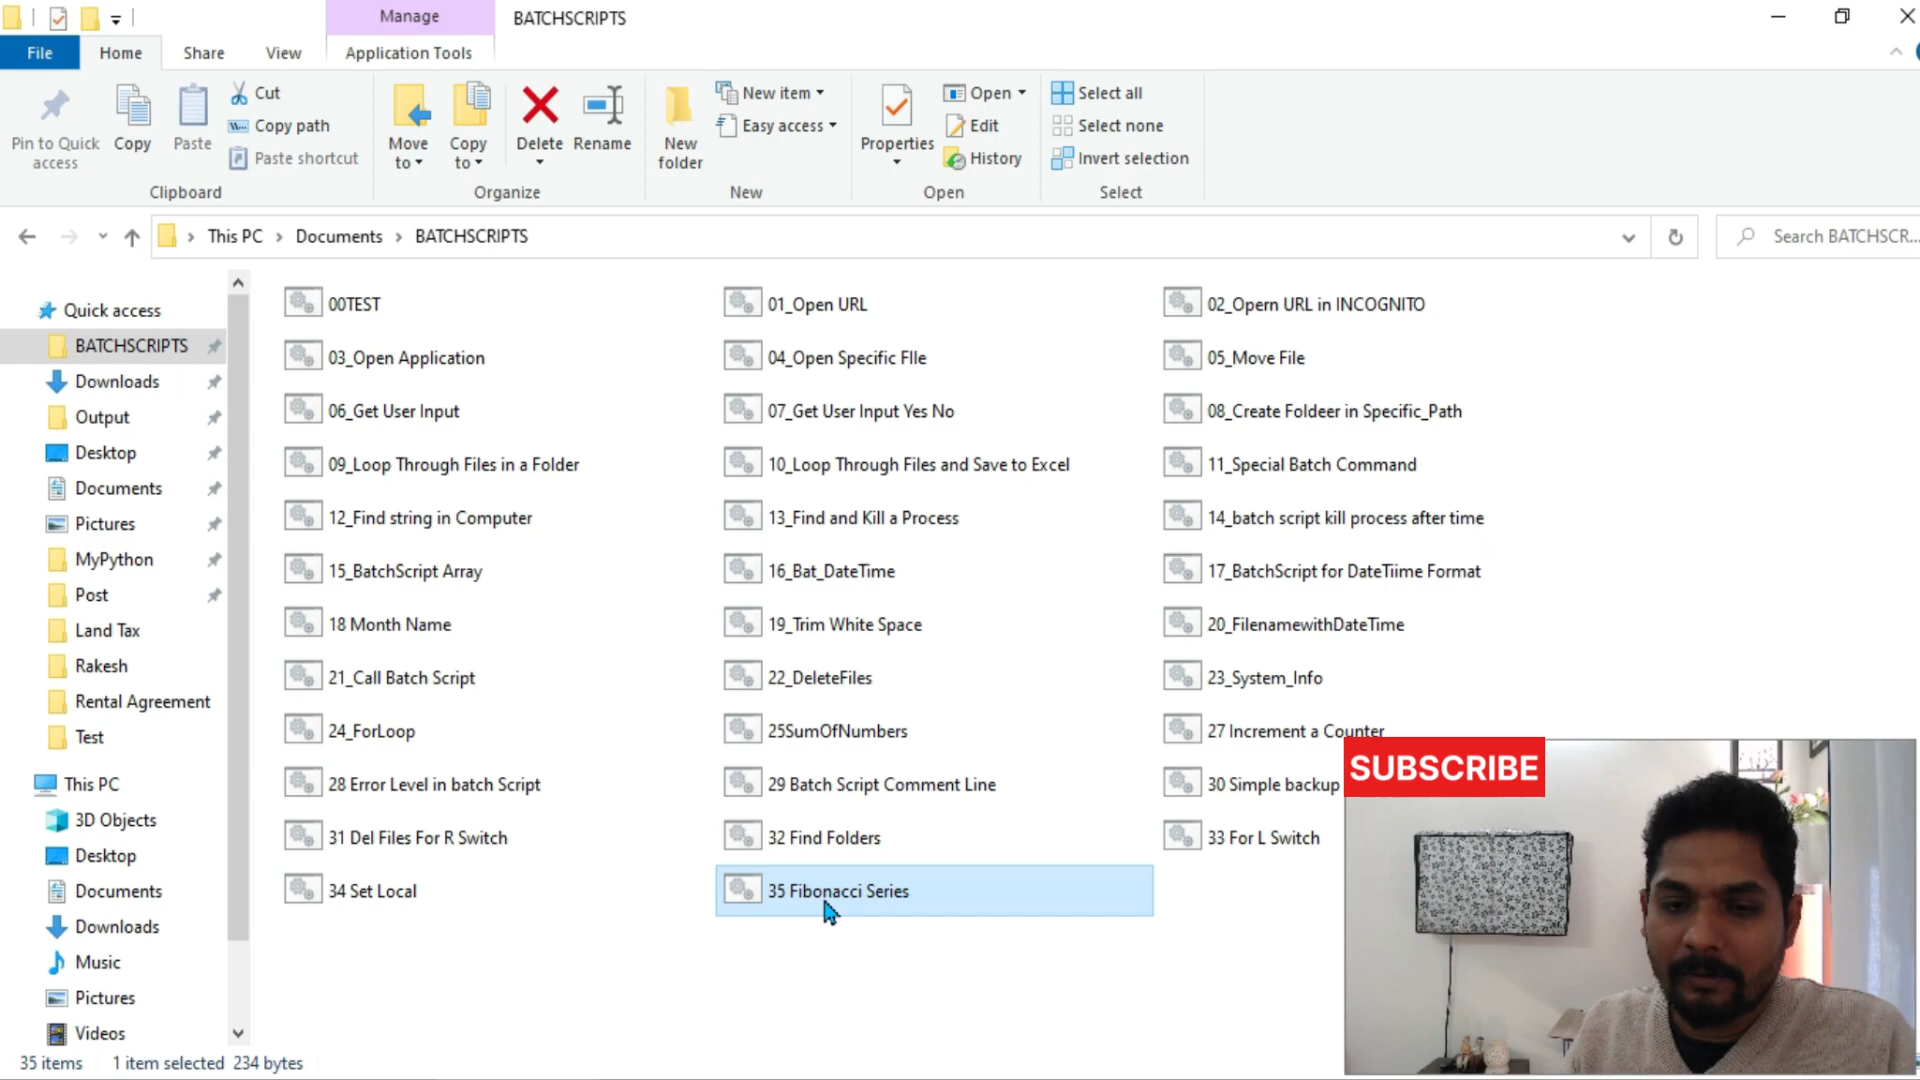 Manage
BATCHSCRIPTS
File
Home
Share
View
Application Tools
Pin to Quick access
Copy
Paste
Cut
Copy path
Paste shortcut
Clipboard
Move to
Copy to
Delete
Rename
Organize
New folder
New item
Easy access
New
Properties
Open
Edit
History
Open
Select all
Select none
Invert selection
Select
This PC > Documents > BATCHSCRIPTS
Search BATCHSCR...
Quick access
BATCHSCRIPTS
Downloads
Output
Desktop
Documents
Pictures
MyPython
Post
Land Tax
Rakesh
Rental Agreement
Test
This PC
3D Objects
Desktop
Documents
Downloads
Music
Pictures
Videos
00TEST
01_Open URL
02_Opern URL in INCOGNITO
03_Open Application
04_Open Specific FIle
05_Move File
06_Get User Input
07_Get User Input Yes No
08_Create Foldeer in Specific_Path
09_Loop Through Files in a Folder
10_Loop Through Files and Save to Excel
11_Special Batch Command
12_Find string in Computer
13_Find and Kill a Process
14_batch script kill process after time
15_BatchScript Array
16_Bat_DateTime
17_BatchScript for DateTiime Format
18 Month Name
19_Trim White Space
20_FilenamewithDateTime
21_Call Batch Script
22_DeleteFiles
23_System_Info
24_ForLoop
25SumOfNumbers
27 Increment a Counter
28 Error Level in batch Script
29 Batch Script Comment Line
30 Simple backup
31 Del Files For R Switch
32 Find Folders
33 For L Switch
34 Set Local
35 Fibonacci Series
SUBSCRIBE
35 items
1 item selected 234 bytes